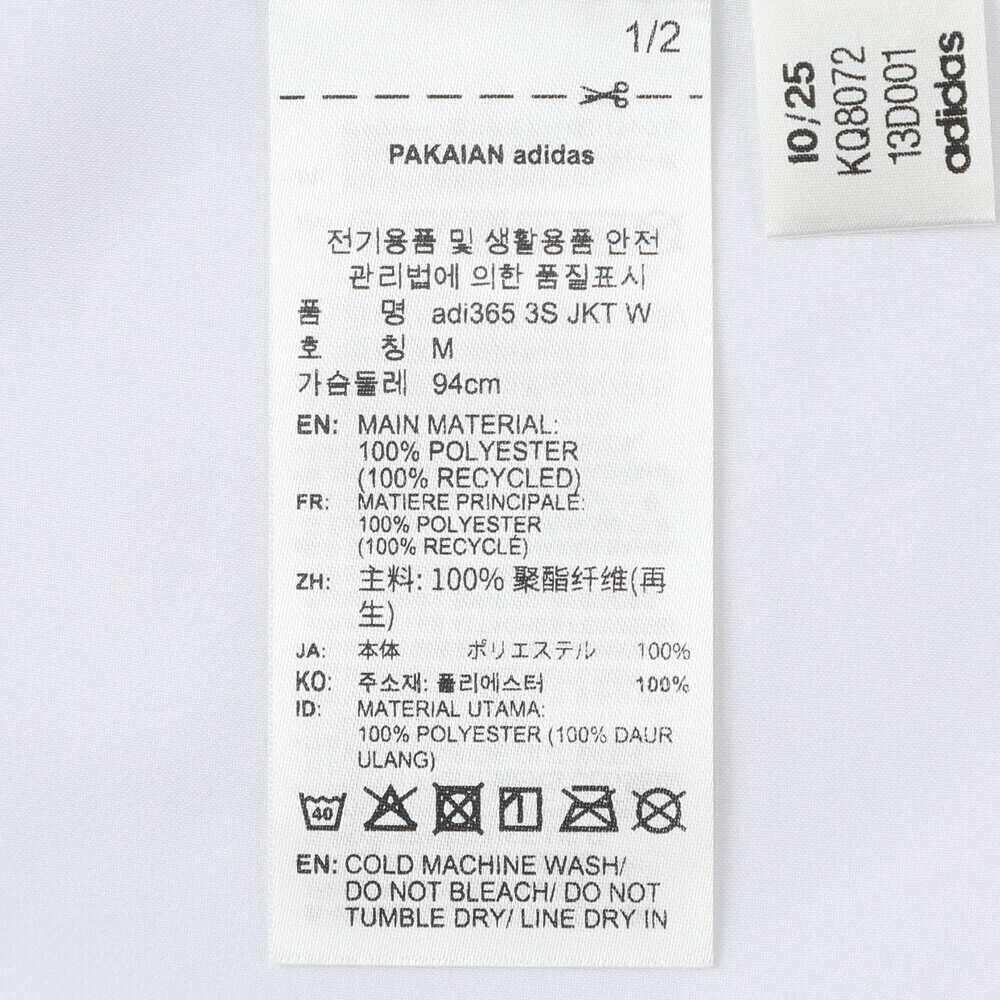 1/2
PAKAIAN adidas
전기용품 및 생활용품 안전
관리법에 의한 품질표시
품 명 adi365 3S JKT W
호 칭 M
가슴둘레 94cm
EN: MAIN MATERIAL:
100% POLYESTER
(100% RECYCLED)
FR: MATIERE PRINCIPALE:
100% POLYESTER
(100% RECYCLÉ)
ZH: 主料: 100% 聚酯纤维(再
生)
JA: 本体 ポリエステル 100%
KO: 주소재: 폴리에스터 100%
ID: MATERIAL UTAMA:
100% POLYESTER (100% DAUR
ULANG)
40
EN: COLD MACHINE WASH/
DO NOT BLEACH/ DO NOT
TUMBLE DRY/ LINE DRY IN
10/25
KQ8072
13D001
adidas